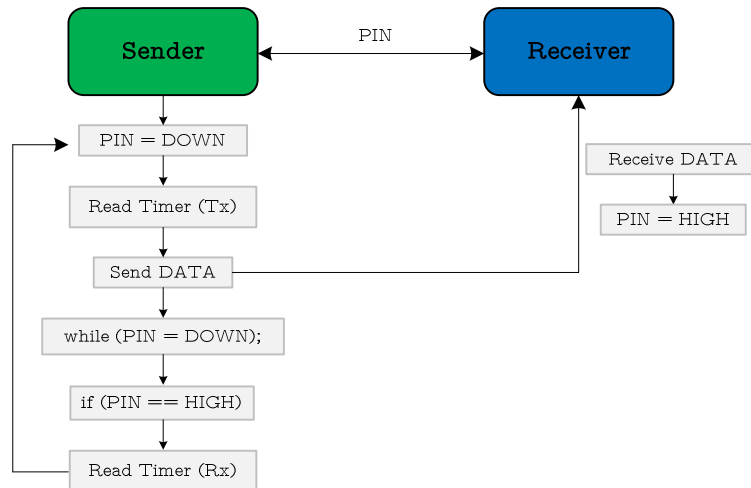 Sender
PIN
Receiver
PIN = DOWN
Read Timer (Tx)
Send DATA
while (PIN = DOWN);
if (PIN == HIGH)
Read Timer (Rx)
Receive DATA
PIN = HIGH